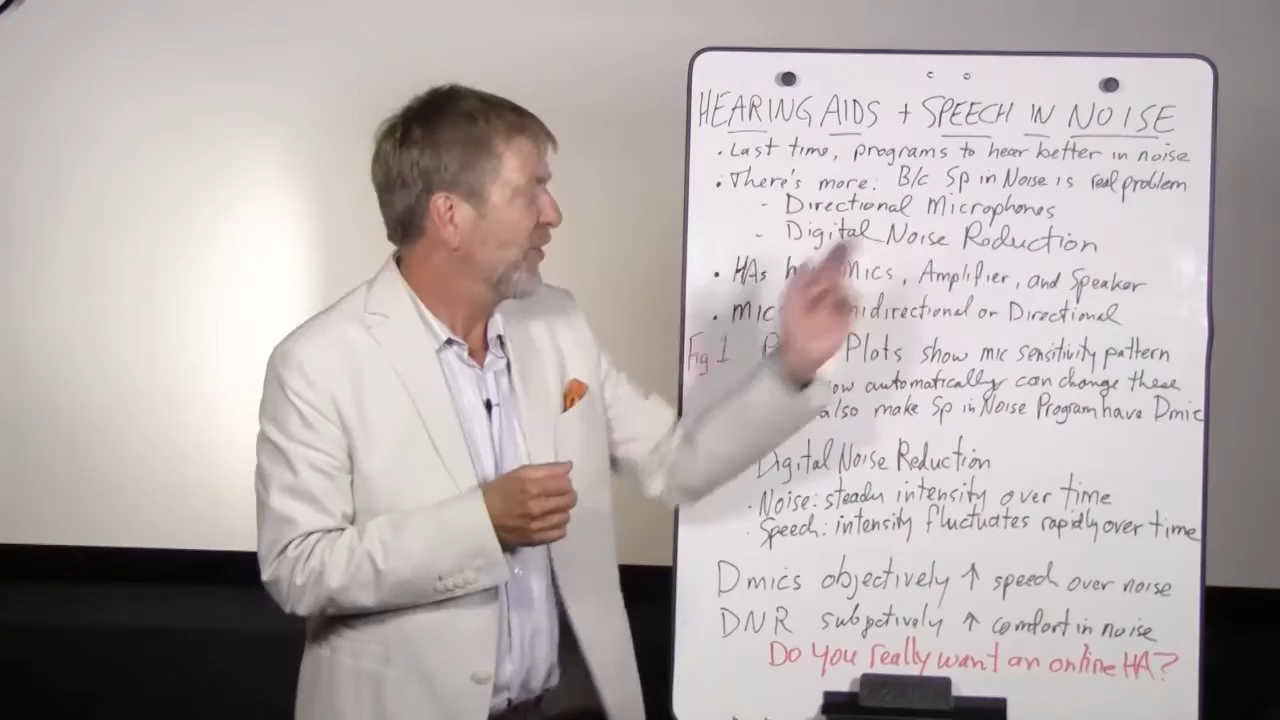 HEARING AIDS + SPEECH IN NOISE
• Last time, programs to hear better in noise
• There's more: B/c Sp in Noise is real problem
- Directional Microphones
- Digital Noise Reduction
• HAs Mics, Amplifier, and Speaker
• Mic nidirectional or Directional
Fig 1 Plots show mic sensitivity pattern
ow automatically can change these
also make Sp in Noise Program have Dmic
Digital Noise Reduction
• Noise: steady intensity over time
• Speech: intensity fluctuates rapidly over time
Dmics objectively ↑ speech over noise
DNR subjectively ↑ comfort in noise
Do you really want an online HA?